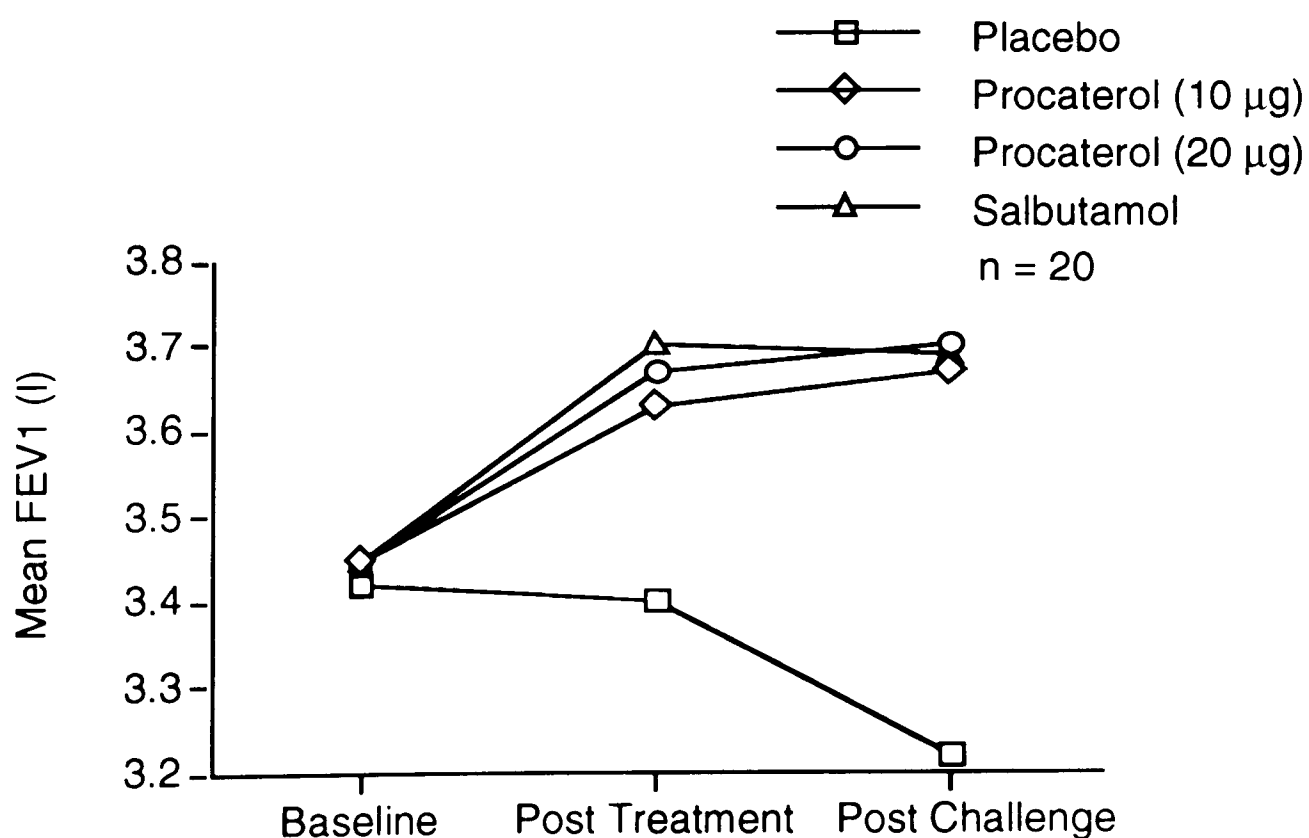 Placebo
Procaterol (10 μg)
Procaterol (20 μg)
Salbutamol
n = 20
3.8
3.7
3.6
3.5
3.4
3.3
3.2
Mean FEV1 (l)
Baseline
Post Treatment
Post Challenge